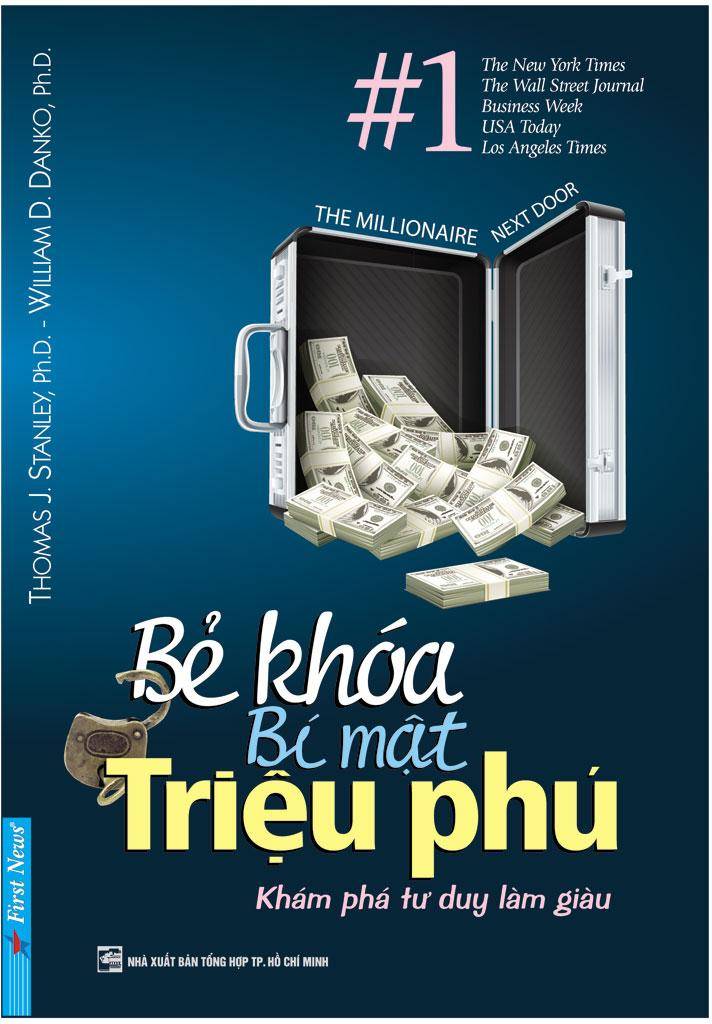 #1
The New York Times
The Wall Street Journal
Business Week
USA Today
Los Angeles Times
THOMAS J. STANLEY, Ph.D. - WILLIAM D. DANKO, Ph.D.
THE MILLIONAIRE NEXT DOOR
Bẻ khóa
Bí mật
Triệu phú
Khám phá tư duy làm giàu
First News®
NHÀ XUẤT BẢN TỔNG HỢP TP. HỒ CHÍ MINH